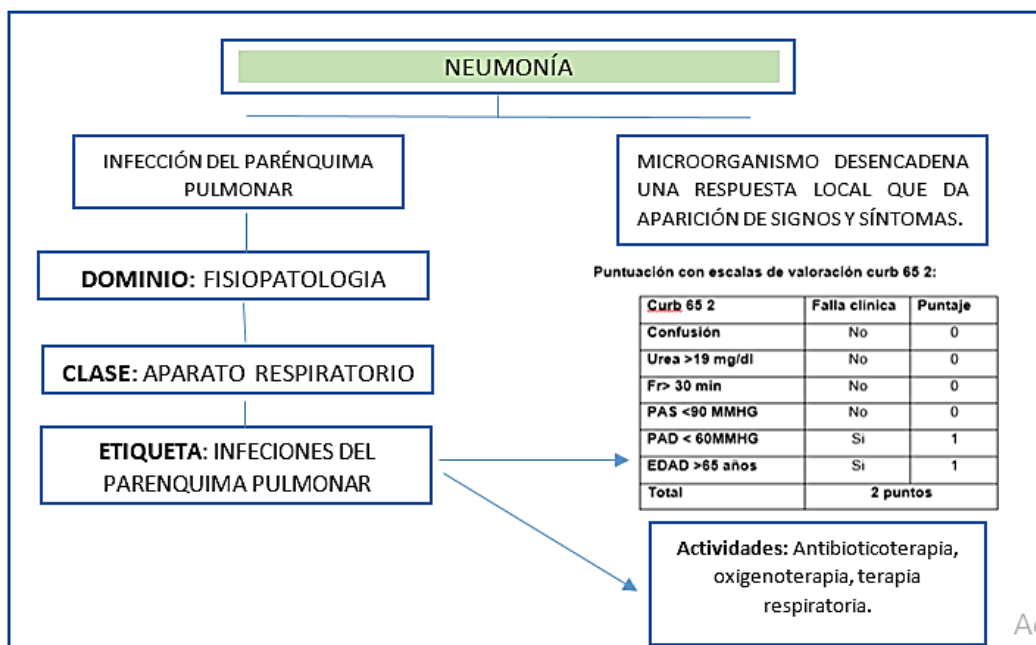 NEUMONÍA
INFECCIÓN DEL PARÉNQUIMA
PULMONAR
MICROORGANISMO DESENCADENA
UNA RESPUESTA LOCAL QUE DA
APARICIÓN DE SIGNOS Y SÍNTOMAS.
DOMINIO: FISIOPATOLOGIA
CLASE: APARATO RESPIRATORIO
ETIQUETA: INFECIONES DEL
PARENQUIMA PULMONAR
Puntuación con escalas de valoración curb 65 2:
Curb 65 2 Falla clínica Puntaje
Confusión No 0
Urea >19 mg/dl No 0
Fr> 30 min No 0
PAS <90 MMHG No 0
PAD < 60MMHG Si 1
EDAD >65 años Si 1
Total 2 puntos
Actividades: Antibioticoterapia,
oxigenoterapia, terapia
respiratoria.